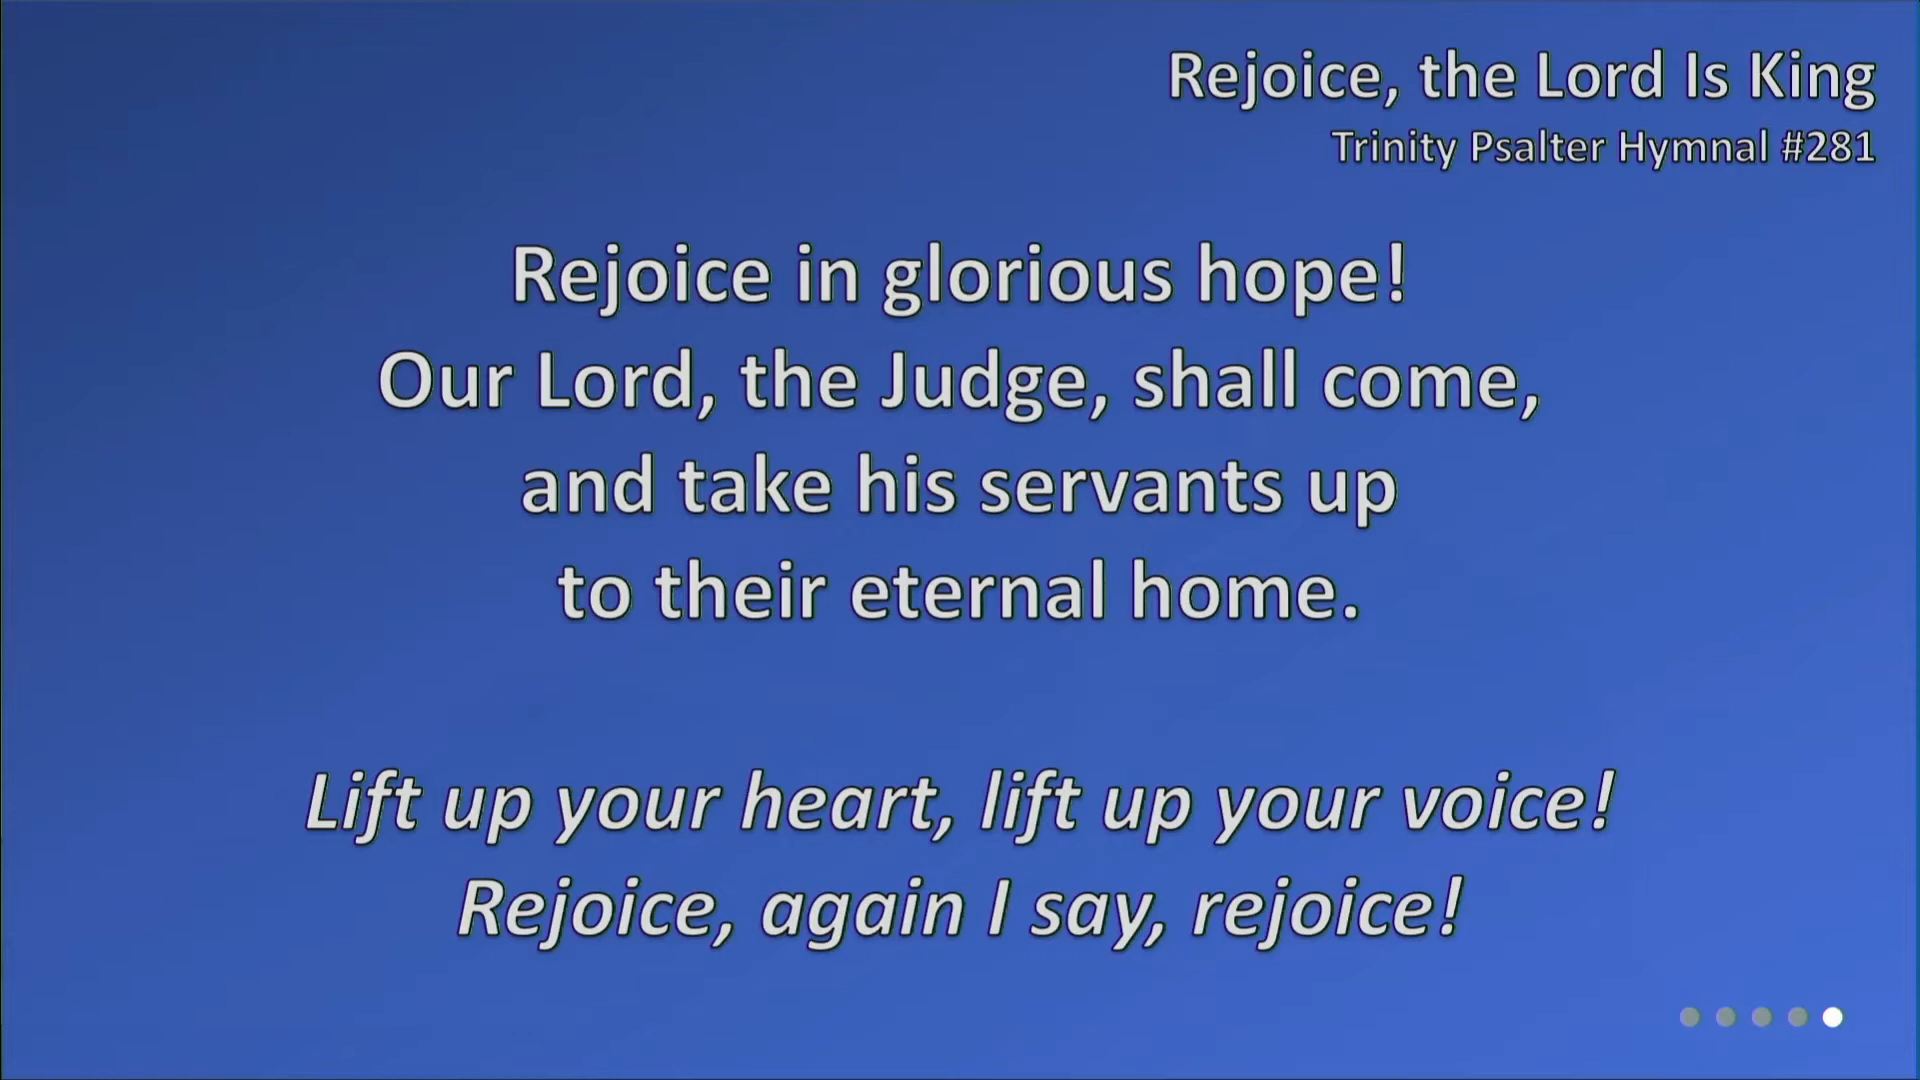 Rejoice, the Lord Is King
Trinity Psalter Hymnal #281
Rejoice in glorious hope!
Our Lord, the Judge, shall come,
and take his servants up
to their eternal home.
Lift up your heart, lift up your voice!
Rejoice, again I say, rejoice!